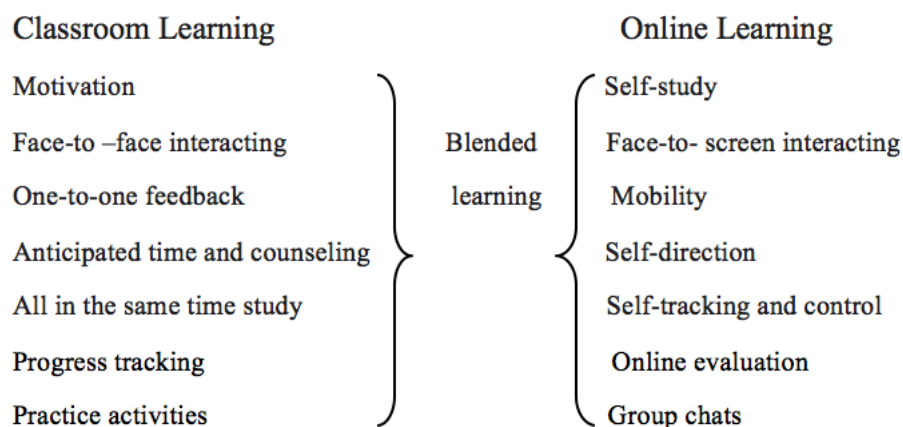 Classroom Learning
Online Learning
Motivation
Self-study
Face-to –face interacting
Blended
Face-to- screen interacting
One-to-one feedback
learning
Mobility
Anticipated time and counseling
Self-direction
All in the same time study
Self-tracking and control
Progress tracking
Online evaluation
Practice activities
Group chats